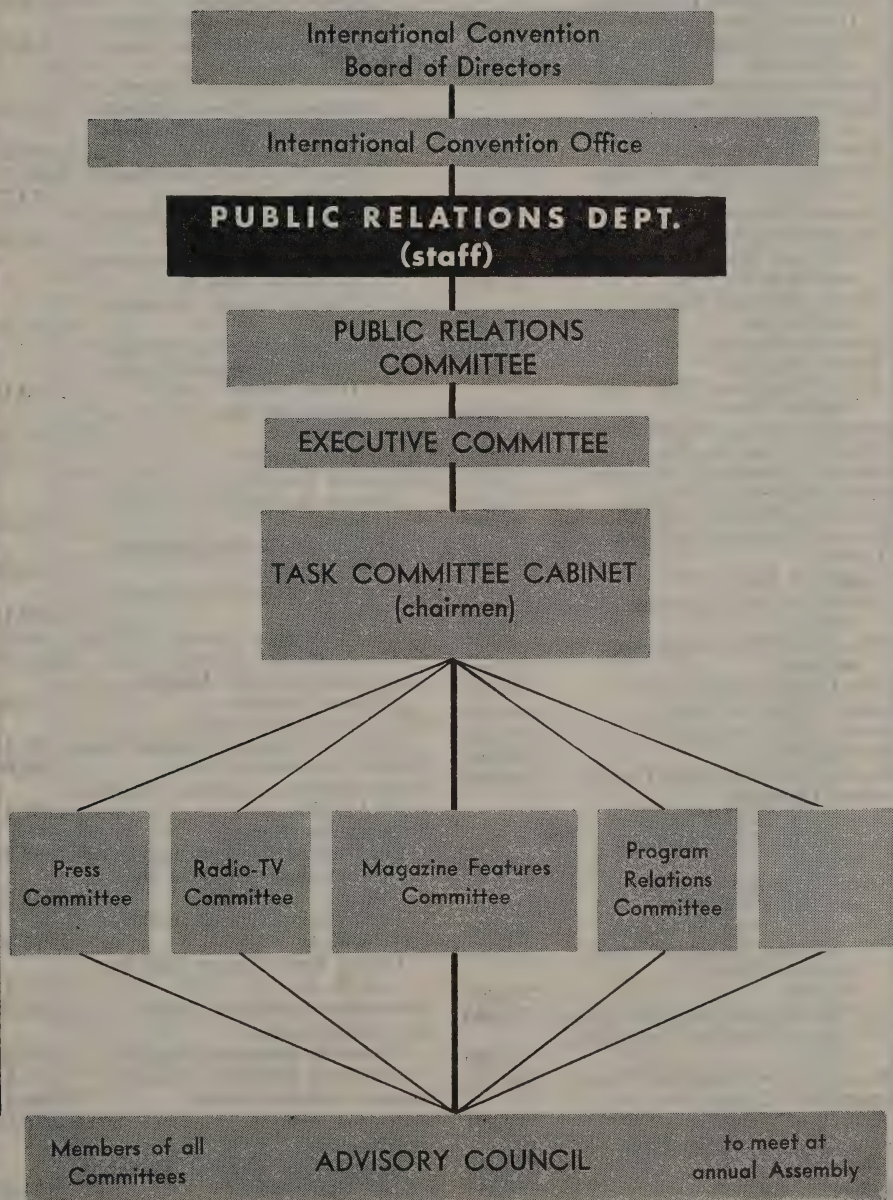 International Convention
Board of Directors
International Convention Office
PUBLIC RELATIONS DEPT.
(staff)
PUBLIC RELATIONS
COMMITTEE
EXECUTIVE COMMITTEE
TASK COMMITTEE CABINET
(chairmen)
Press
Committee
Radio-TV
Committee
Magazine Features
Committee
Program
Relations
Committee
Members of all
Committees
ADVISORY COUNCIL
to meet at
annual Assembly